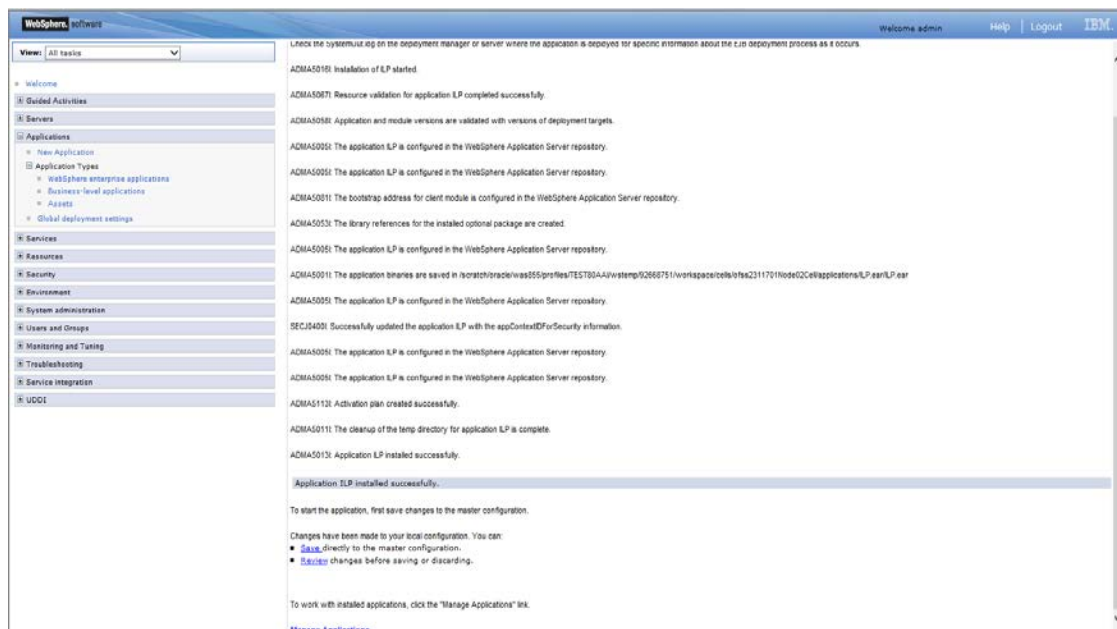 WebSphere. software
Welcome admin
Help | Logout
IBM.
View: All tasks
Welcome
Guided Activities
Servers
Applications
New Application
Application Types
WebSphere enterprise applications
Business-level applications
Assets
Global deployment settings
Services
Resources
Security
Environment
System administration
Users and Groups
Monitoring and Tuning
Troubleshooting
Service integration
UDDI
Check the SystemOut.log on the deployment manager or server where the application is deployed for specific information about the EJB deployment process as it occurs.
ADMA5016I: Installation of ILP started.
ADMA5067I: Resource validation for application ILP completed successfully.
ADMA5058I: Application and module versions are validated with versions of deployment targets.
ADMA5005I: The application ILP is configured in the WebSphere Application Server repository.
ADMA5005I: The application ILP is configured in the WebSphere Application Server repository.
ADMA5081I: The bootstrap address for client module is configured in the WebSphere Application Server repository.
ADMA5053I: The library references for the installed optional package are created.
ADMA5005I: The application ILP is configured in the WebSphere Application Server repository.
ADMA5001I: The application binaries are saved in /scratch/oracle/was855/profiles/TEST80AAI/wstemp/92668751/workspace/cells/ofss2311701Node02Cell/applications/ILP.ear/ILP.ear
ADMA5005I: The application ILP is configured in the WebSphere Application Server repository.
SECJ0400I: Successfully updated the application ILP with the appContextIDForSecurity information.
ADMA5005I: The application ILP is configured in the WebSphere Application Server repository.
ADMA5005I: The application ILP is configured in the WebSphere Application Server repository.
ADMA5113I: Activation plan created successfully.
ADMA5011I: The cleanup of the temp directory for application ILP is complete.
ADMA5013I: Application ILP installed successfully.
Application ILP installed successfully.
To start the application, first save changes to the master configuration.
Changes have been made to your local configuration. You can:
Save directly to the master configuration.
Review changes before saving or discarding.
To work with installed applications, click the "Manage Applications" link.
Manage Applications